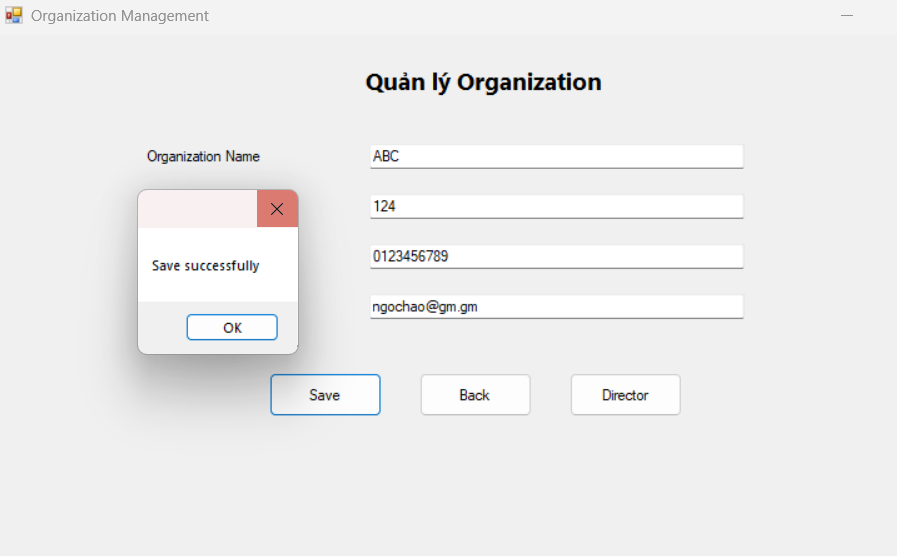 Organization Management
Quản lý Organization
Organization Name
ABC
124
Save successfully
0123456789
OK
ngochao@gm.gm
Save
Back
Director